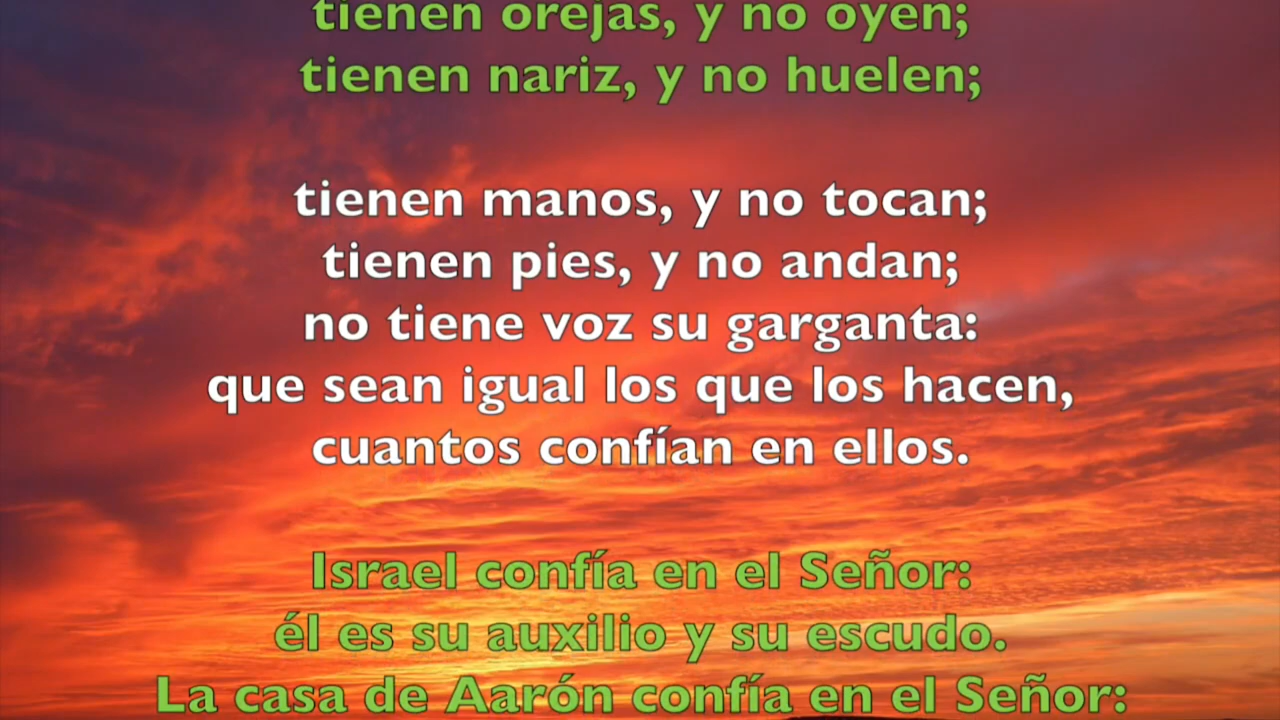 tienen orejas, y no oyen;
tienen nariz, y no huelen;
tienen manos, y no tocan;
tienen pies, y no andan;
no tiene voz su garganta:
que sean igual los que los hacen,
cuantos confían en ellos.
Israel confía en el Señor:
él es su auxilio y su escudo.
La casa de Aarón confía en el Señor: